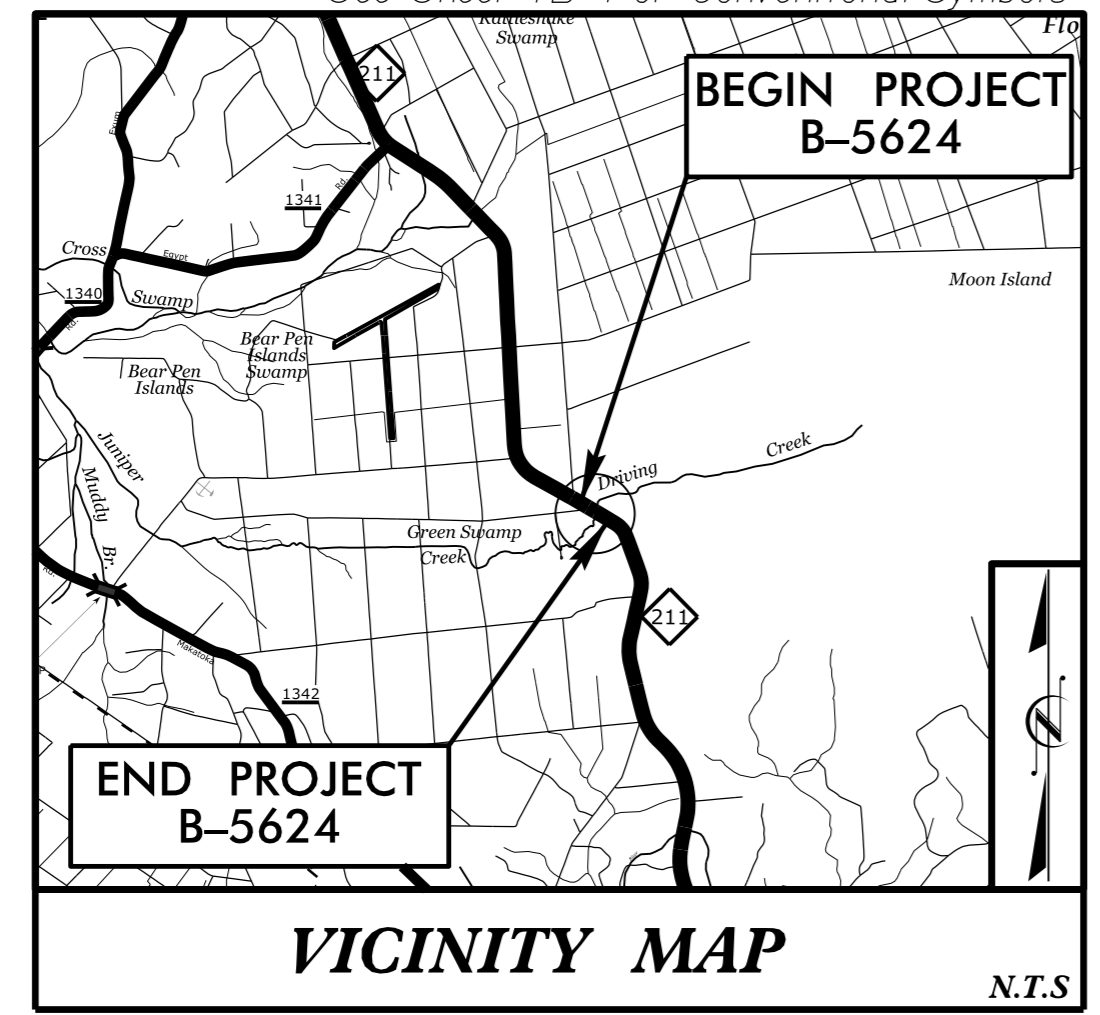 Rattlesnake
Swamp
Flo
211
BEGIN PROJECT
B–5624
Exum
1341
Rd.
Cross
Egypt
Moon Island
1340
Swamp
Rd.
Bear Pen
Islands
Swamp
Bear Pen
Islands
Juniper
Muddy
Br.
Driving
Creek
Green Swamp
Creek
Rd.
211
Makatoka
1342
END PROJECT
B–5624
N
VICINITY MAP
N.T.S